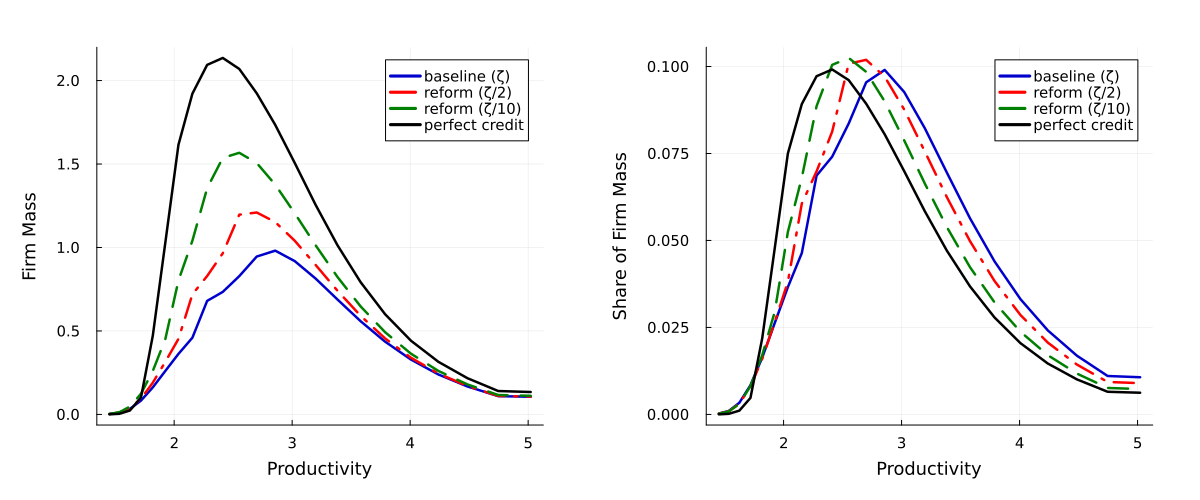 Firm Mass
2.0
1.5
1.0
0.5
0.0
2
3
4
5
Productivity
baseline (ζ)
reform (ζ/2)
reform (ζ/10)
perfect credit
Share of Firm Mass
0.100
0.075
0.050
0.025
0.000
2
3
4
5
Productivity
baseline (ζ)
reform (ζ/2)
reform (ζ/10)
perfect credit